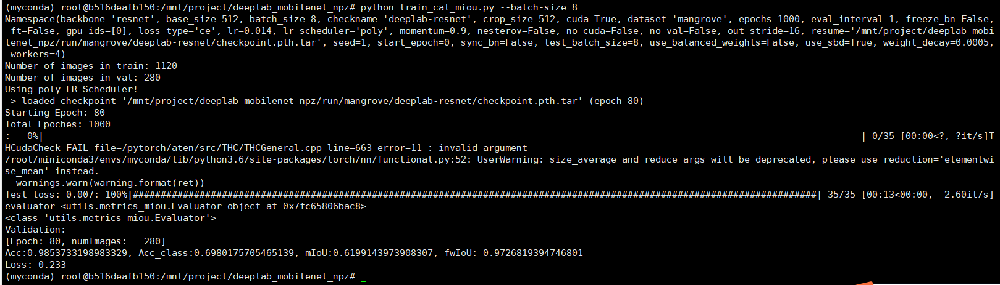 (myconda) root@b516deafb150:/mnt/project/deeplab_mobilenet_npz# python train_cal_miou.py --batch-size 8
Namespace(backbone='resnet', base_size=512, batch_size=8, checkname='deeplab-resnet', crop_size=512, cuda=True, dataset='mangrove', epochs=1000, eval_interval=1, freeze_bn=False,
 ft=False, gpu_ids=[0], loss_type='ce', lr=0.014, lr_scheduler='poly', momentum=0.9, nesterov=False, no_cuda=False, no_val=False, out_stride=16, resume='/mnt/project/deeplab_mobi
lenet_npz/run/mangrove/deeplab-resnet/checkpoint.pth.tar', seed=1, start_epoch=0, sync_bn=False, test_batch_size=8, use_balanced_weights=False, use_sbd=True, weight_decay=0.0005,
 workers=4)
Number of images in train: 1120
Number of images in val: 280
Using poly LR Scheduler!
=> loaded checkpoint '/mnt/project/deeplab_mobilenet_npz/run/mangrove/deeplab-resnet/checkpoint.pth.tar' (epoch 80)
Starting Epoch: 80
Total Epoches: 1000
:   0%|                                                                                    | 0/35 [00:00<?, ?it/s]T
HCudaCheck FAIL file=/pytorch/aten/src/THC/THCGeneral.cpp line=663 error=11 : invalid argument
/root/miniconda3/envs/myconda/lib/python3.6/site-packages/torch/nn/functional.py:52: UserWarning: size_average and reduce args will be deprecated, please use reduction='elementwi
se_mean' instead.
  warnings.warn(warning.format(ret))
Test loss: 0.007: 100%|###########################################################################################################################| 35/35 [00:13<00:00,  2.60it/s]
evaluator <utils.metrics_miou.Evaluator object at 0x7fc65806bac8>
<class 'utils.metrics_miou.Evaluator'>
Validation:
[Epoch: 80, numImages:   280]
Acc:0.9853733198983329, Acc_class:0.6980175705465139, mIoU:0.6199143973908307, fwIoU: 0.9726819394746801
Loss: 0.233
(myconda) root@b516deafb150:/mnt/project/deeplab_mobilenet_npz#